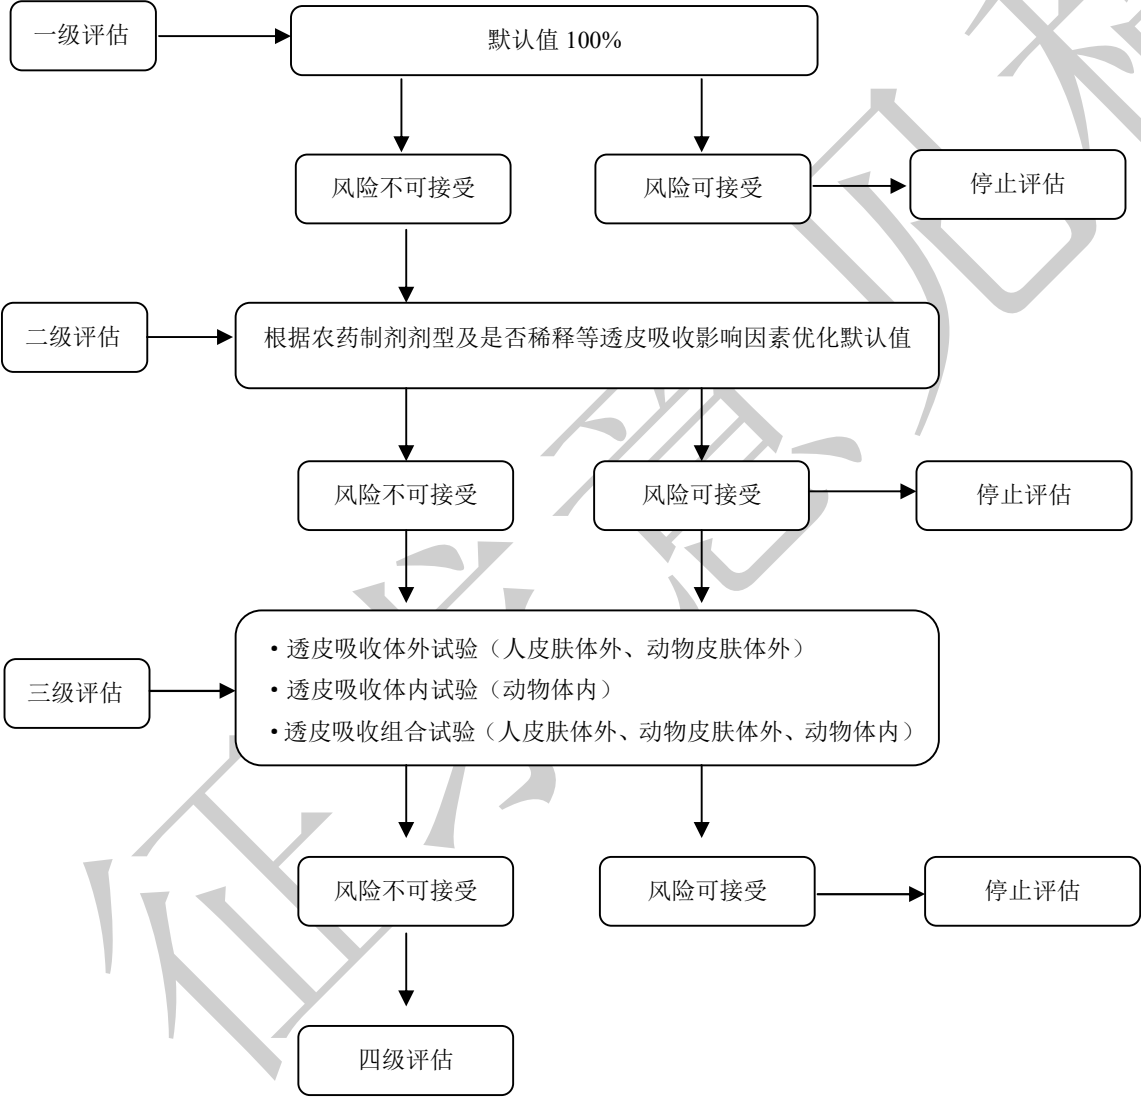 一级评估
默认值 100%
风险不可接受
风险可接受
停止评估
二级评估
根据农药制剂剂型及是否稀释等透皮吸收影响因素优化默认值
风险不可接受
风险可接受
停止评估
三级评估
·透皮吸收体外试验（人皮肤体外、动物皮肤体外）
·透皮吸收体内试验（动物体内）
·透皮吸收组合试验（人皮肤体外、动物皮肤体外、动物体内）
风险不可接受
风险可接受
停止评估
四级评估
征求意见稿